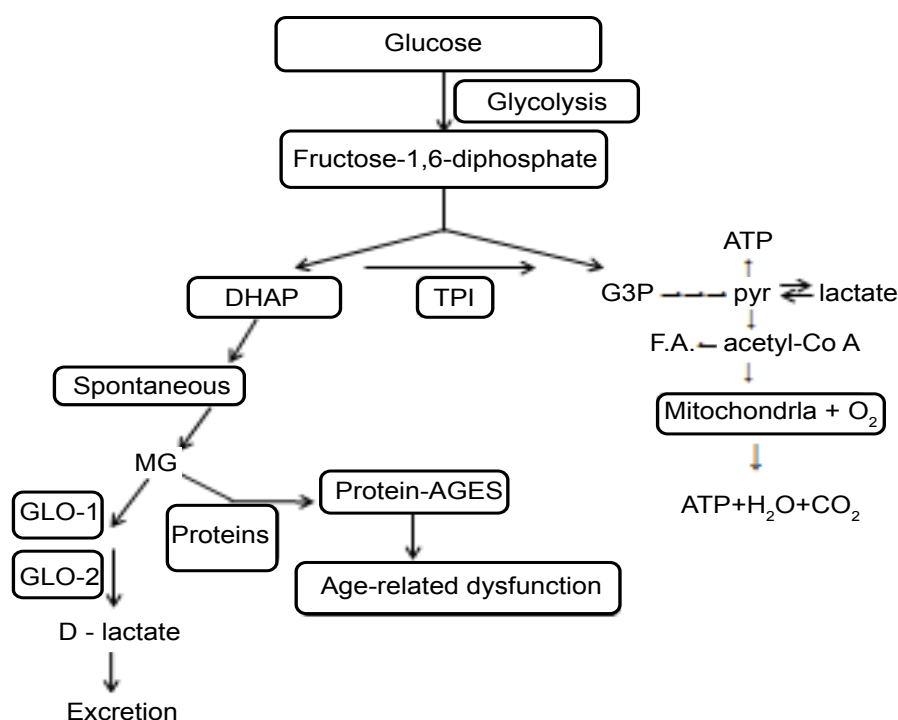 Glucose
Glycolysis
Fructose-1,6-diphosphate
ATP
DHAP
TPI
G3P
pyr
lactate
F.A.
acetyl-Co A
Spontaneous
Mitochondrla + O₂
MG
GLO-1
Proteins
Protein-AGES
ATP+H₂O+CO₂
GLO-2
Age-related dysfunction
D - lactate
Excretion